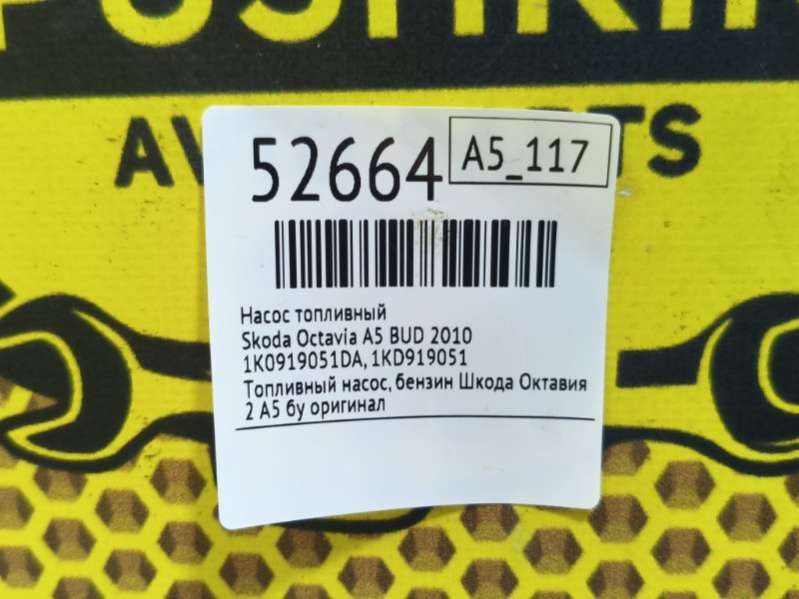 52664
A5_117
Насос топливный
Skoda Octavia A5 BUD 2010
1K0919051DA, 1KD919051
Топливный насос, бензин Шкода Октавия
2 А5 бу оригинал